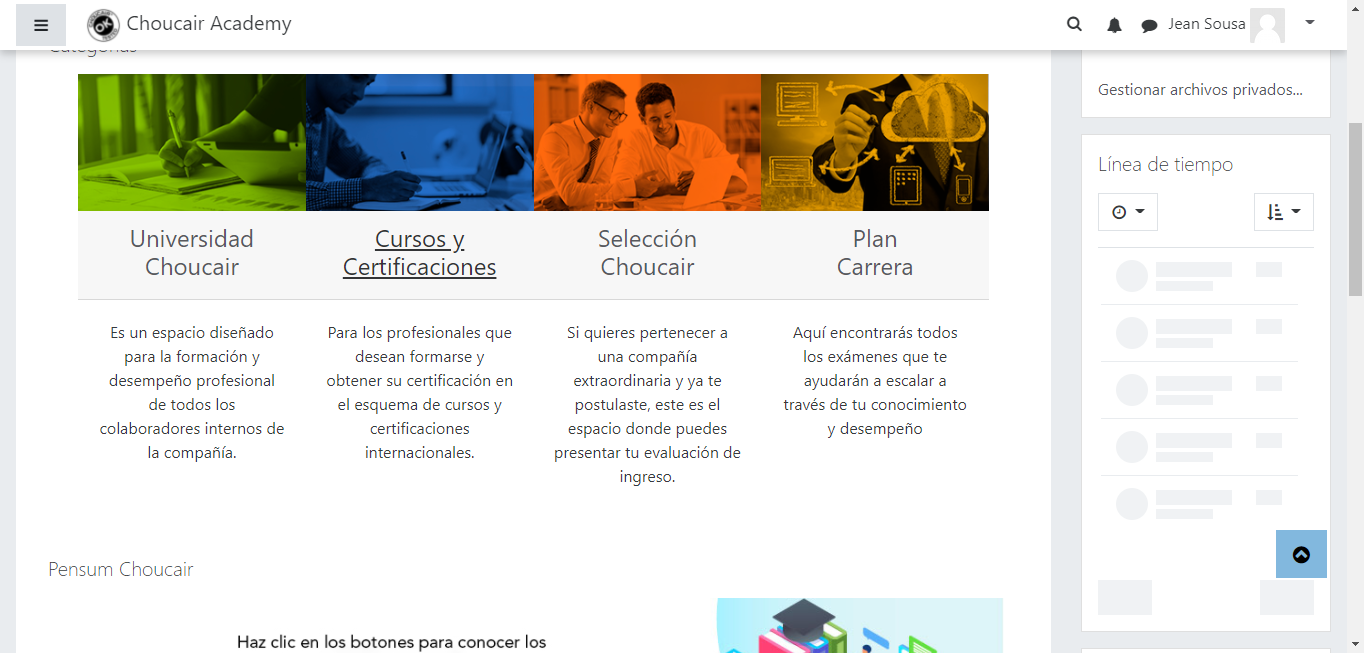 Choucair Academy
Jean Sousa
Categorías
Universidad
Choucair
Cursos y
Certificaciones
Selección
Choucair
Plan
Carrera
Es un espacio diseñado
para la formación y
desempeño profesional
de todos los
colaboradores internos de
la compañía.
Para los profesionales que
desean formarse y
obtener su certificación en
el esquema de cursos y
certificaciones
internacionales.
Si quieres pertenecer a
una compañía
extraordinaria y ya te
postulaste, este es el
espacio donde puedes
presentar tu evaluación de
ingreso.
Aquí encontrarás todos
los exámenes que te
ayudarán a escalar a
través de tu conocimiento
y desempeño
Pensum Choucair
Haz clic en los botones para conocer los
Gestionar archivos privados...
Línea de tiempo